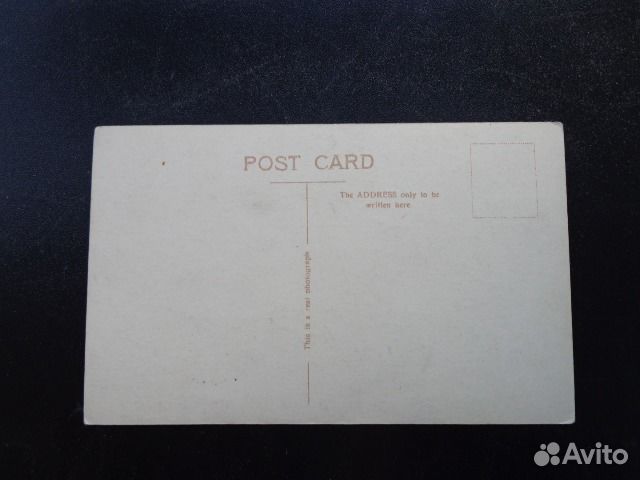 POST CARD
The ADDRESS only to be
written here
This is a real photograph
Avito